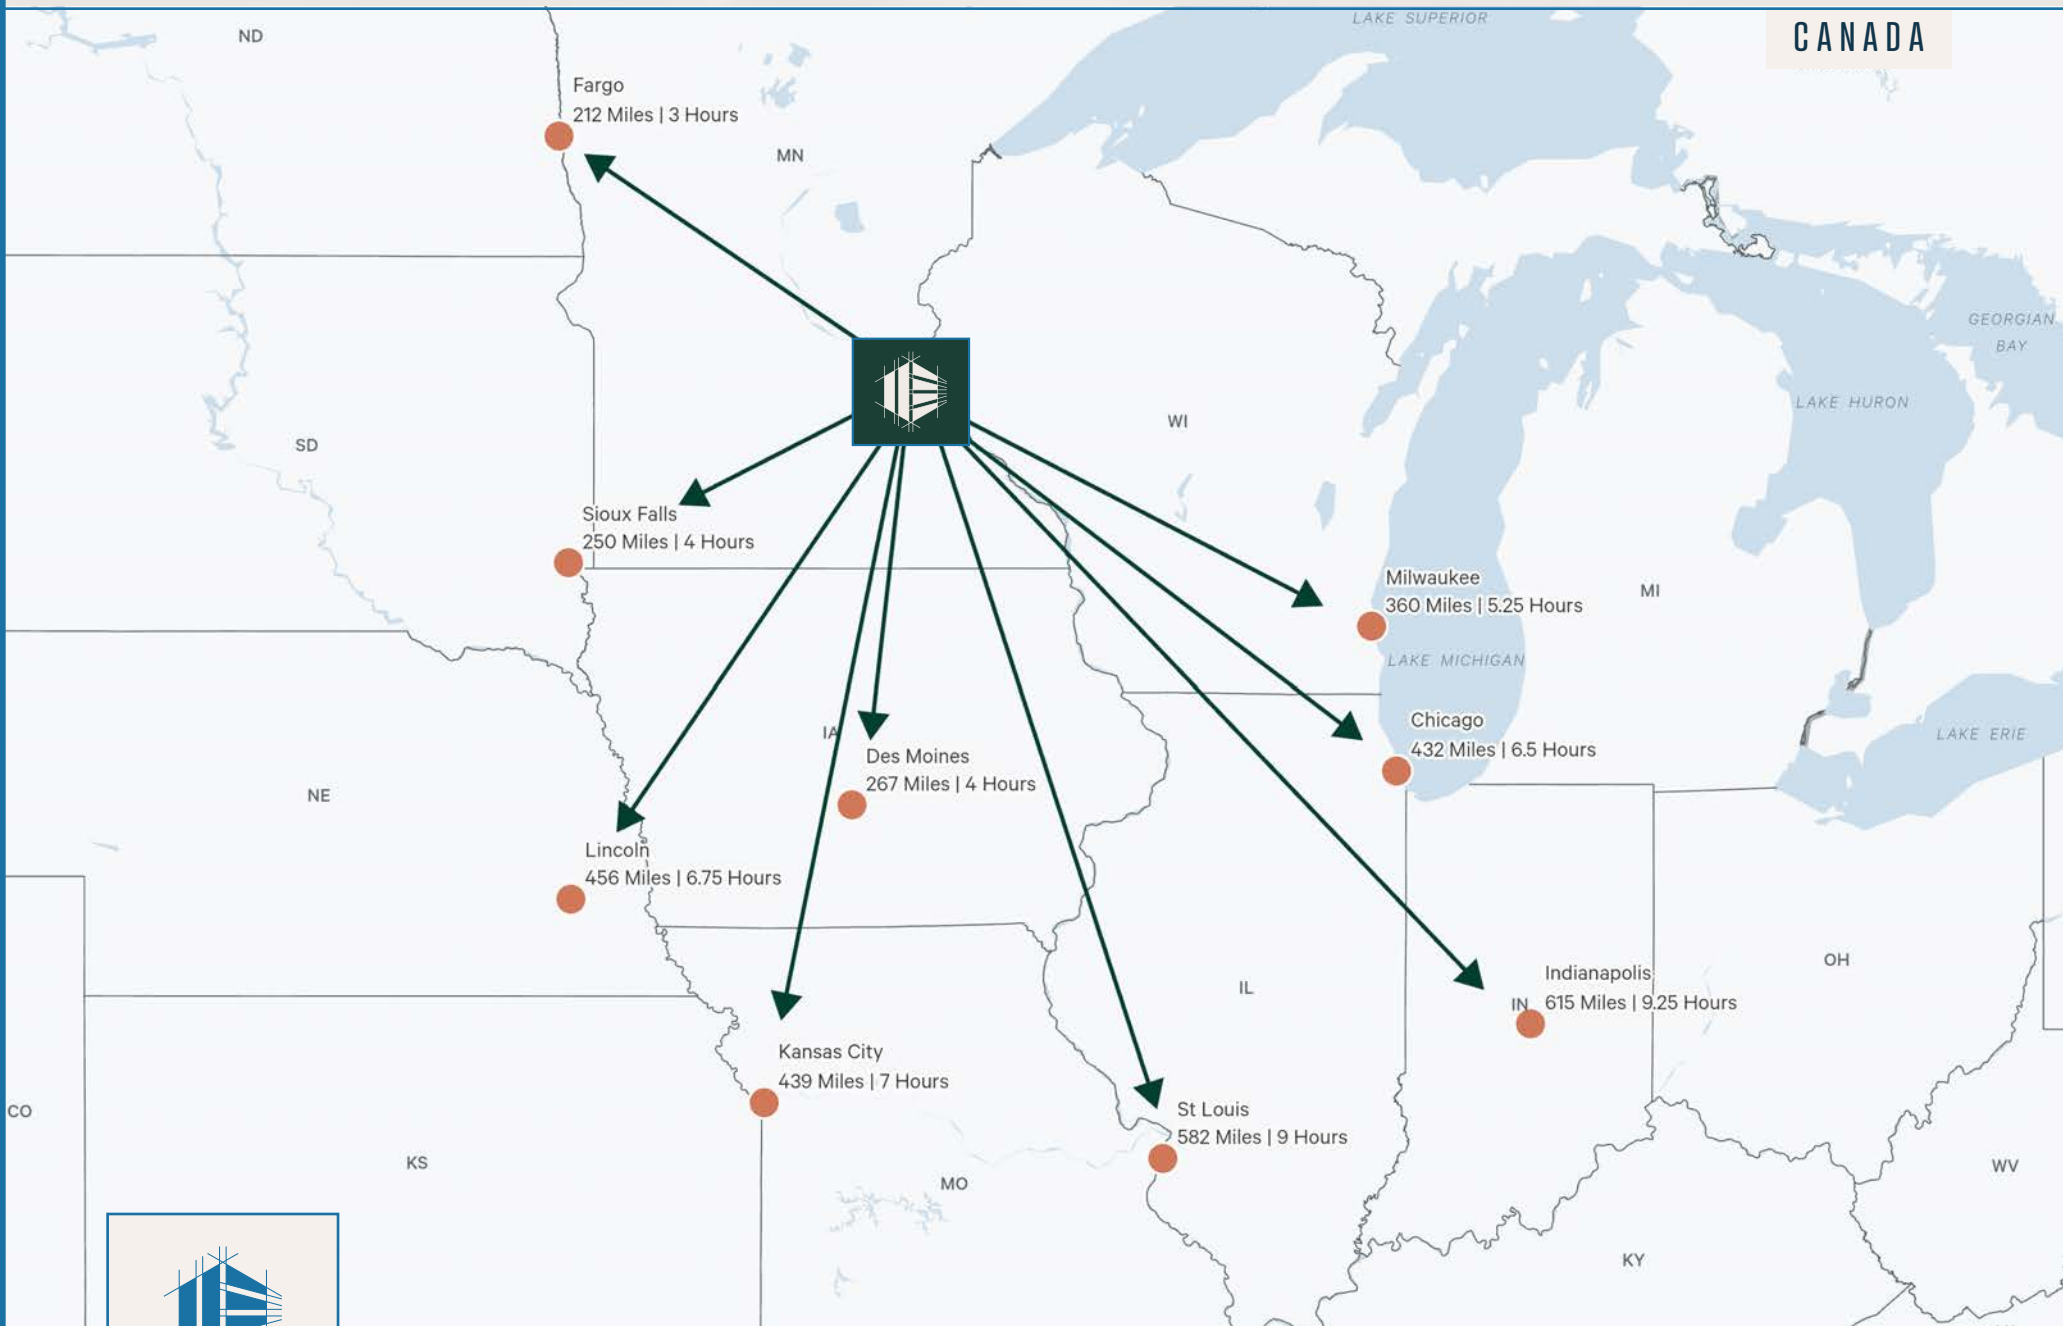 LAKE SUPERIOR
CANADA
ND
Fargo
212 Miles | 3 Hours
MN
GEORGIAN
BAY
LAKE HURON
WI
SD
Sioux Falls
250 Miles | 4 Hours
Milwaukee
360 Miles | 5.25 Hours
MI
LAKE MICHIGAN
Chicago
432 Miles | 6.5 Hours
LAKE ERIE
IA
Des Moines
267 Miles | 4 Hours
NE
Lincoln
456 Miles | 6.75 Hours
OH
Indianapolis
IN
615 Miles | 9.25 Hours
IL
Kansas City
439 Miles | 7 Hours
CO
St Louis
582 Miles | 9 Hours
KS
MO
WV
KY